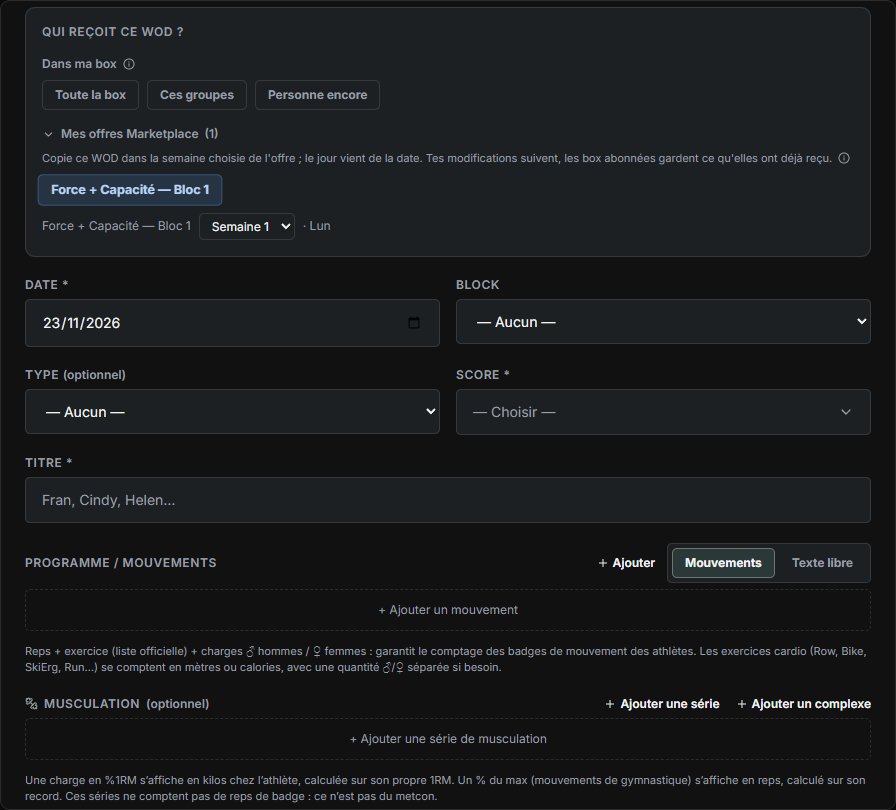 QUI REÇOIT CE WOD ?
Dans ma box
Toute la box
Ces groupes
Personne encore
Mes offres Marketplace (1)
Copie ce WOD dans la semaine choisie de l'offre ; le jour vient de la date. Tes modifications suivent, les box abonnées gardent ce qu'elles ont déjà reçu.
Force + Capacité — Bloc 1
Force + Capacité — Bloc 1 Semaine 1 · Lun
DATE *
BLOCK
23/11/2026
— Aucun —
TYPE (optionnel)
SCORE *
— Aucun —
— Choisir —
TITRE *
Fran, Cindy, Helen...
PROGRAMME / MOUVEMENTS
+ Ajouter
Mouvements
Texte libre
+ Ajouter un mouvement
Reps + exercice (liste officielle) + charges ♂ hommes / ♀ femmes : garantit le comptage des badges de mouvement des athlètes. Les exercices cardio (Row, Bike,
SkiErg, Run...) se comptent en mètres ou calories, avec une quantité ♂/♀ séparée si besoin.
MUSCULATION (optionnel)
+ Ajouter une série
+ Ajouter un complexe
+ Ajouter une série de musculation
Une charge en %1RM s’affiche en kilos chez l’athlète, calculée sur son propre 1RM. Un % du max (mouvements de gymnastique) s’affiche en reps, calculé sur son
record. Ces séries ne comptent pas de reps de badge : ce n’est pas du metcon.